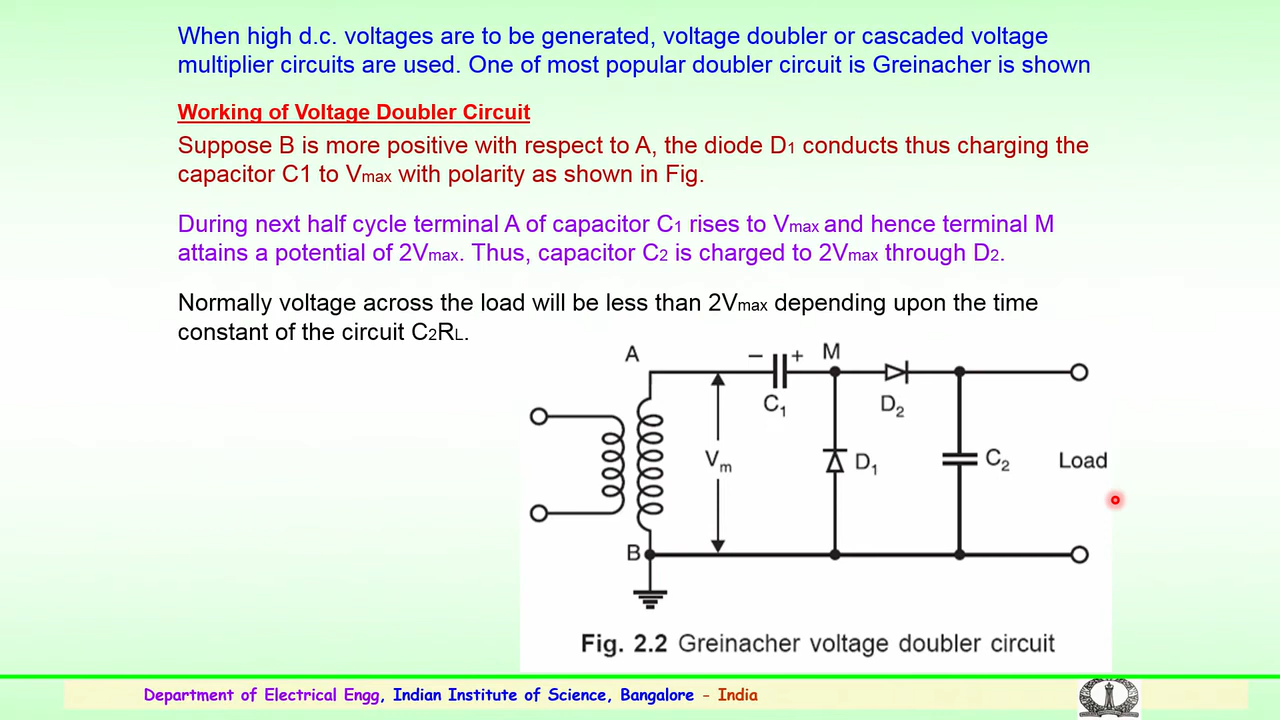 When high d.c. voltages are to be generated, voltage doubler or cascaded voltage
multiplier circuits are used. One of most popular doubler circuit is Greinacher is shown
Working of Voltage Doubler Circuit
Suppose B is more positive with respect to A, the diode D1 conducts thus charging the
capacitor C1 to Vmax with polarity as shown in Fig.
During next half cycle terminal A of capacitor C1 rises to Vmax and hence terminal M
attains a potential of 2Vmax. Thus, capacitor C2 is charged to 2Vmax through D2.
Normally voltage across the load will be less than 2Vmax depending upon the time
constant of the circuit C2RL.
A
− + M
C1
D2
Vm
D1
C2
Load
B
Fig. 2.2 Greinacher voltage doubler circuit
Department of Electrical Engg, Indian Institute of Science, Bangalore - India